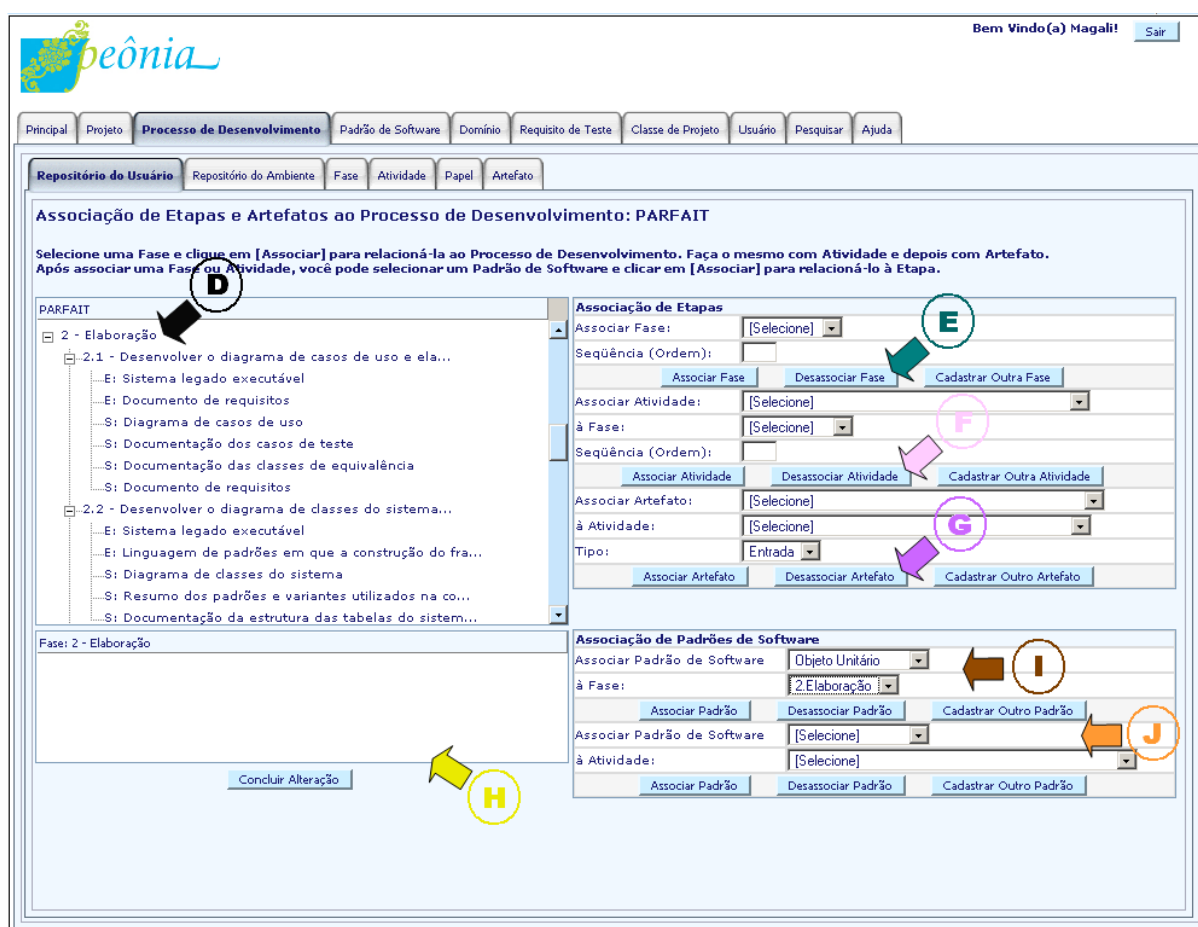 Bem Vindo(a) Magali! Sair
peônia
Principal Projeto Processo de Desenvolvimento Padrão de Software Domínio Requisito de Teste Classe de Projeto Usuário Pesquisar Ajuda
Repositório do Usuário Repositório do Ambiente Fase Atividade Papel Artefato
Associação de Etapas e Artefatos ao Processo de Desenvolvimento: PARFAIT
Selecione uma Fase e clique em [Associar] para relacioná-la ao Processo de Desenvolvimento. Faça o mesmo com Atividade e depois com Artefato.
Após associar uma Fase ou Atividade, você pode selecionar um Padrão de Software e clicar em [Associar] para relacioná-lo à Etapa.
D
PARFAIT
2 - Elaboração
2.1 - Desenvolver o diagrama de casos de uso e ela...
E: Sistema legado executável
E: Documento de requisitos
S: Diagrama de casos de uso
S: Documentação dos casos de teste
S: Documentação das classes de equivalência
S: Documento de requisitos
2.2 - Desenvolver o diagrama de classes do sistema...
E: Sistema legado executável
E: Linguagem de padrões em que a construção do fra...
S: Diagrama de classes do sistema
S: Resumo dos padrões e variantes utilizados na co...
S: Documentação da estrutura das tabelas do sistem...
Fase: 2 - Elaboração
H
Concluir Alteração
Associação de Etapas
Associar Fase: [Selecione]
E
Seqüência (Ordem):
Associar Fase Desassociar Fase Cadastrar Outra Fase
Associar Atividade: [Selecione]
à Fase: [Selecione]
F
Seqüência (Ordem):
Associar Atividade Desassociar Atividade Cadastrar Outra Atividade
Associar Artefato: [Selecione]
à Atividade: [Selecione]
G
Tipo: Entrada
Associar Artefato Desassociar Artefato Cadastrar Outro Artefato
Associação de Padrões de Software
Associar Padrão de Software Objeto Unitário
I
à Fase: 2.Elaboração
Associar Padrão Desassociar Padrão Cadastrar Outro Padrão
Associar Padrão de Software [Selecione]
J
à Atividade: [Selecione]
Associar Padrão Desassociar Padrão Cadastrar Outro Padrão